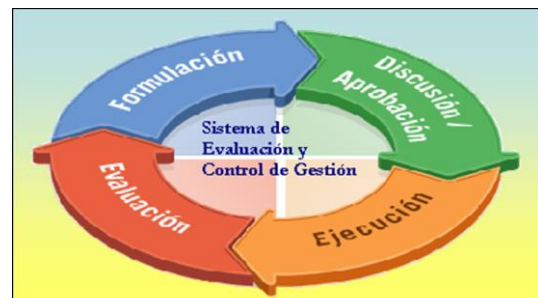 Formulación
Discusión /
Aprobación
Sistema de
Evaluación y
Control de Gestión
Evaluación
Ejecución